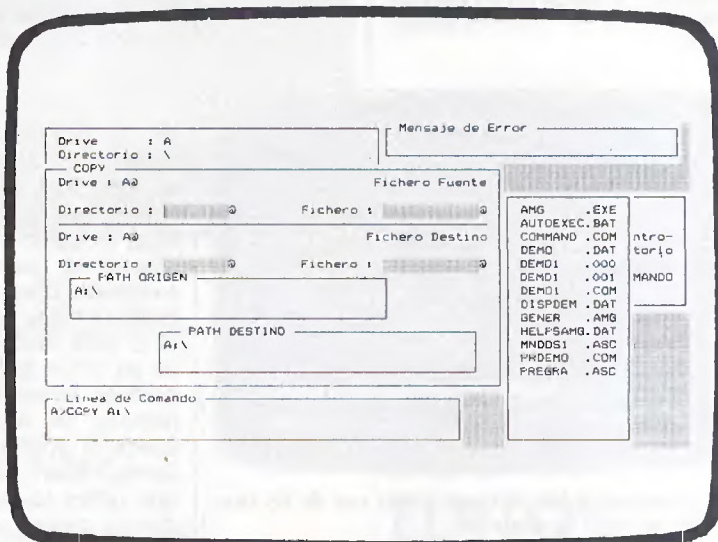 Drive : A
Directorio : \
Mensaje de Error
COPY
Drive : A@
Fichero Fuente
Directorio : @
Fichero : @
Drive : A@
Fichero Destino
Directorio : @
Fichero : @
PATH ORIGEN
A:\
PATH DESTINO
A:\
Linea de Comando
A>COPY A:\
AMG .EXE
AUTOEXEC.BAT
COMMAND .COM
DEMO .DAT
DEMO1 .000
DEMO1 .001
DEMO1 .COM
DISPDEM .DAT
GENER .AMG
HELPSAMG.DAT
MNDDS1 .ASC
PRDEMO .COM
PREGRA .ASC
ntro-
torio
MANDO